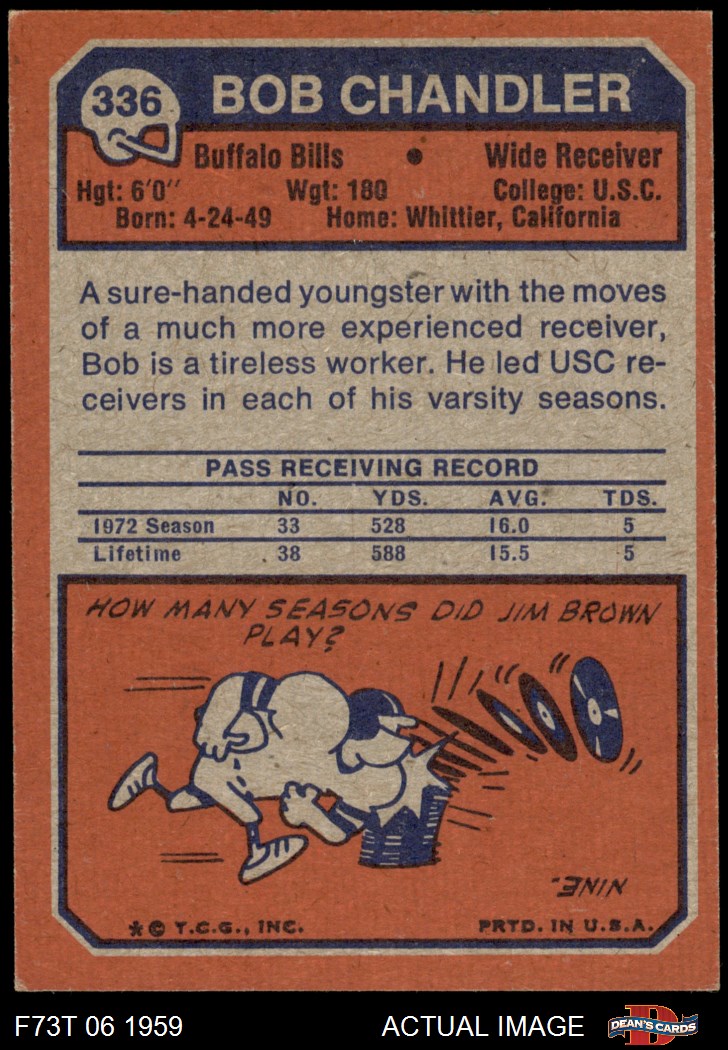 336
BOB CHANDLER
Buffalo Bills • Wide Receiver
Hgt: 6'0" Wgt: 180 College: U.S.C.
Born: 4-24-49 Home: Whittier, California
A sure-handed youngster with the moves
of a much more experienced receiver,
Bob is a tireless worker. He led USC re-
ceivers in each of his varsity seasons.
PASS RECEIVING RECORD
NO. YDS. AVG. TDS.
1972 Season 33 528 16.0 5
Lifetime 38 588 15.5 5
HOW MANY SEASONS DID JIM BROWN
PLAY?
NINE.
* © T.C.G., INC. PRTD. IN U.S.A.
F73T 06 1959 ACTUAL IMAGE D DEAN'S CARDS